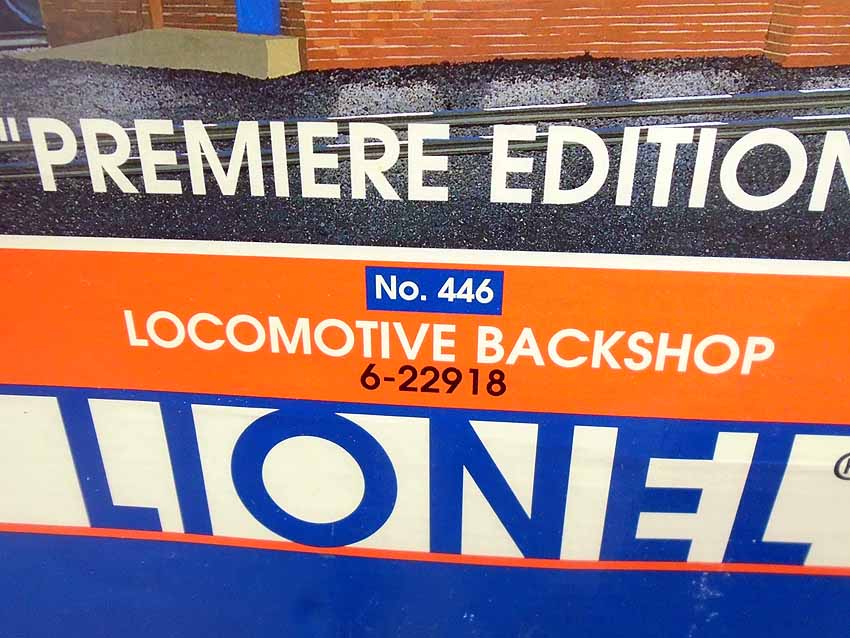 "PREMIERE EDITION
No. 446
LOCOMOTIVE BACKSHOP
6-22918
LIONEL®